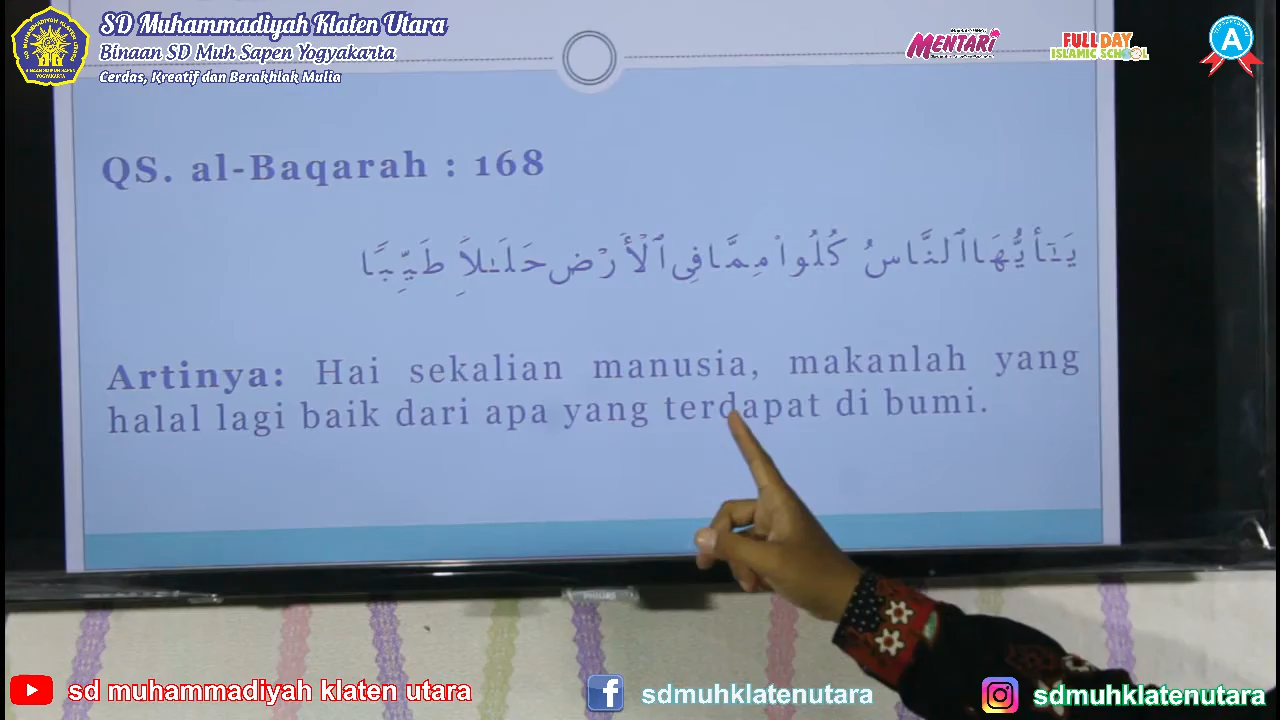 SD Muhammadiyah Klaten Utara
Binaan SD Muh Sapen Yogyakarta
Cerdas, Kreatif dan Berakhlak Mulia
MENTARI
FULL DAY
ISLAMIC SCHOOL
A
QS. al-Baqarah : 168
يَـٰٓأَيُّهَا ٱلنَّاسُ كُلُوا۟ مِمَّا فِى ٱلْأَرْضِ حَلَـٰلًا طَيِّبًا
Artinya: Hai sekalian manusia, makanlah yang
halal lagi baik dari apa yang terdapat di bumi.
PHILIPS
sd muhammadiyah klaten utara
sdmuhklatenutara
sdmuhklatenutara